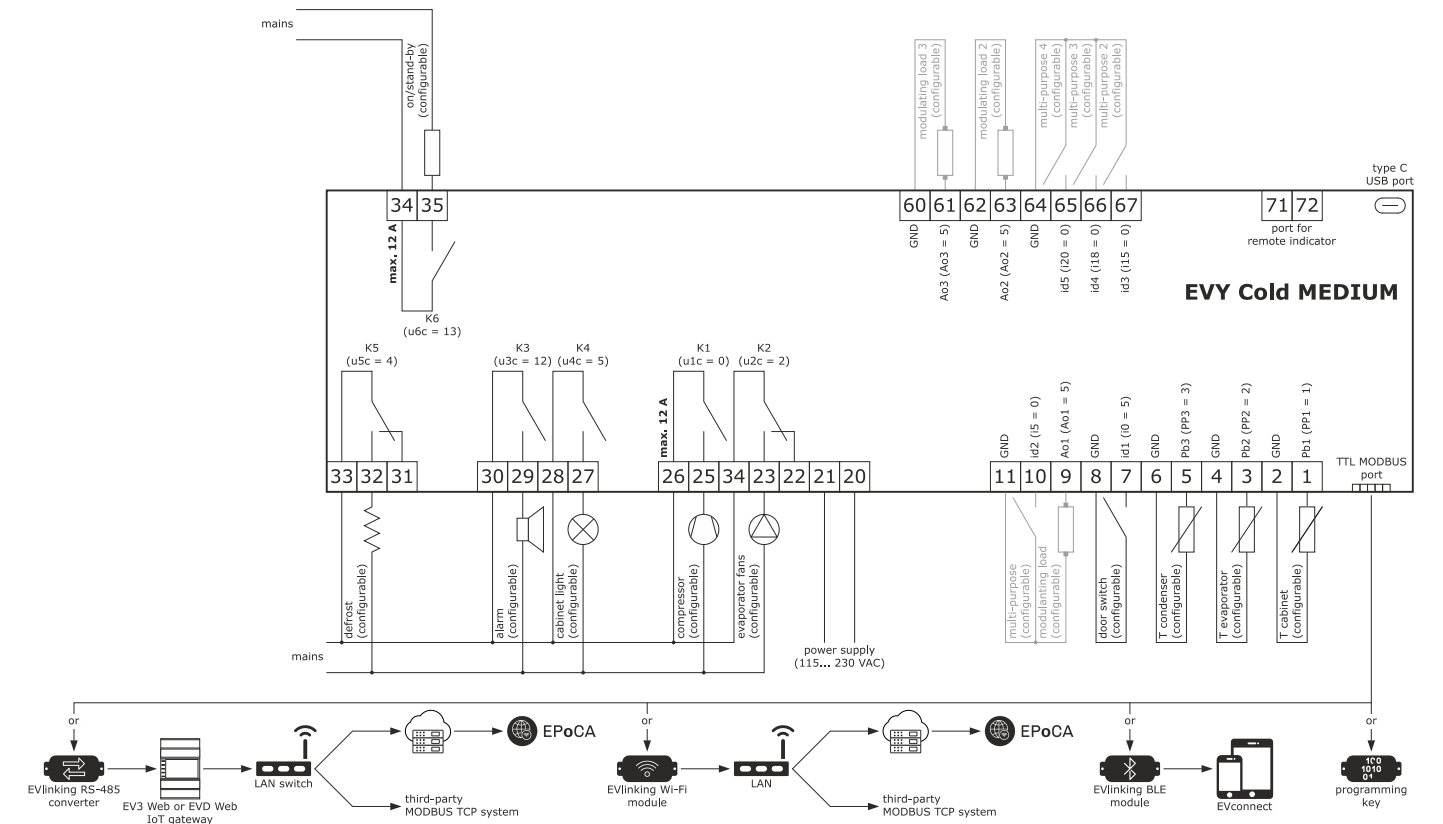 mains
on/stand-by
(configurable)
modulating load 3
(configurable)
modulating load 2
(configurable)
multi-purpose 4
(configurable)
multi-purpose 3
(configurable)
multi-purpose 2
(configurable)
type C
USB port
34 35
60 61 62 63 64 65 66 67
71 72
port for
remote indicator
max. 12 A
GND
Ao3 (Ao3 = 5)
GND
Ao2 (Ao2 = 5)
GND
id5 (i20 = 0)
id4 (i18 = 0)
id3 (i15 = 0)
EVY Cold MEDIUM
K6
(u6c = 13)
K5
(u5c = 4)
K3
(u3c = 12)
K4
(u4c = 5)
K1
(u1c = 0)
K2
(u2c = 2)
max. 12 A
GND
id2 (i5 = 0)
Ao1 (Ao1 = 5)
GND
id1 (i0 = 5)
GND
Pb3 (PP3 = 3)
GND
Pb2 (PP2 = 2)
GND
Pb1 (PP1 = 1)
TTL MODBUS
port
33 32 31
30 29 28 27
26 25 34 23 22 21 20
11 10 9 8 7 6 5 4 3 2 1
defrost
(configurable)
alarm
(configurable)
cabinet light
(configurable)
compressor
(configurable)
evaporator fans
(configurable)
power supply
(115... 230 VAC)
multi-purpose
(configurable)
modulanting load
(configurable)
door switch
(configurable)
T condenser
(configurable)
T evaporator
(configurable)
T cabinet
(configurable)
mains
or
or
or
or
EVlinking RS-485
converter
EV3 Web or EVD Web
IoT gateway
LAN switch
EPoCA
third-party
MODBUS TCP system
EVlinking Wi-Fi
module
LAN
EPoCA
third-party
MODBUS TCP system
EVlinking BLE
module
EVconnect
100
1010
01
programming
key